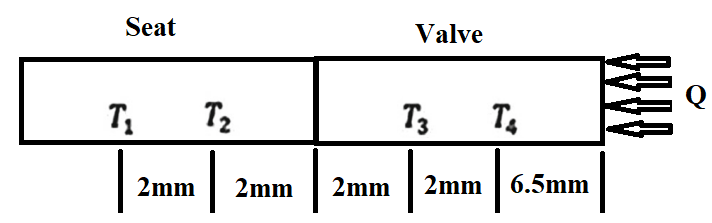 Seat Valve
T1 T2 T3 T4 Q
2mm 2mm 2mm 2mm 6.5mm